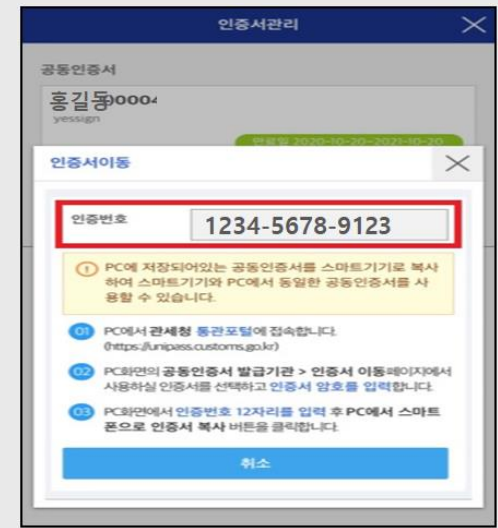 인증서관리
공동인증서
홍길동00004
yessign
만료일 2020-10-20~2021-10-20
인증서이동
인증번호
1234-5678-9123
PC에 저장되어있는 공동인증서를 스마트기기로 복사
하여 스마트기기와 PC에서 동일한 공동인증서를 사
용할 수 있습니다.
01 PC에서 관세청 통관포털에 접속합니다.
(https://unipass.customs.go.kr)
02 PC화면의 공동인증서 발급기관 > 인증서 이동페이지에서
사용하실 인증서를 선택하고 인증서 암호를 입력합니다.
03 PC화면에서 인증번호 12자리를 입력 후 PC에서 스마트
폰으로 인증서 복사 버튼을 클릭합니다.
취소